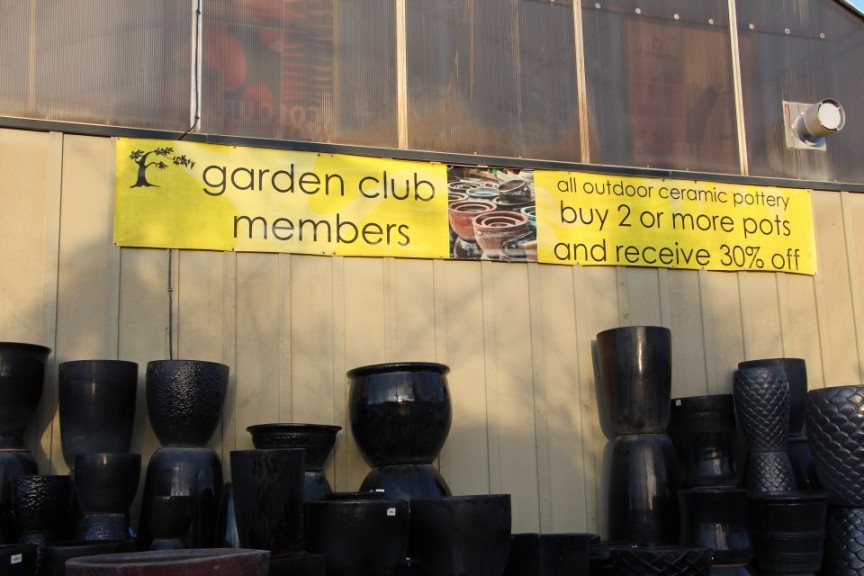 garden club
members
all outdoor ceramic pottery
buy 2 or more pots
and receive 30% off